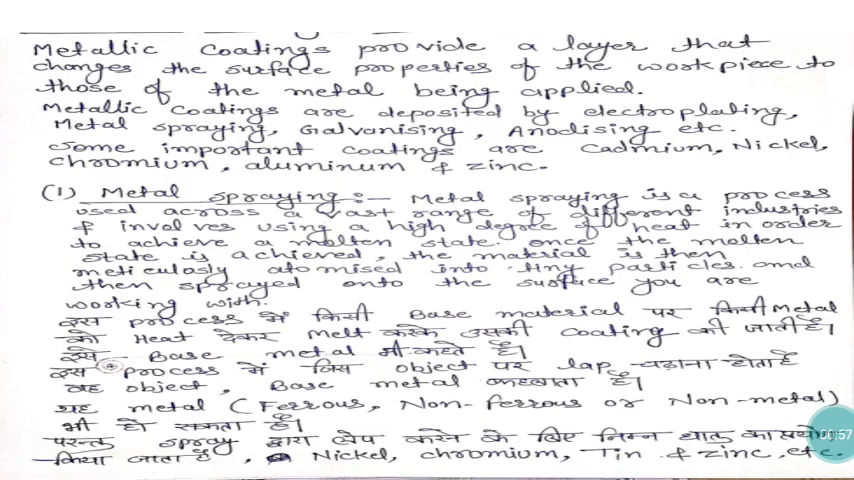 Metallic coatings provide a layer that
changes the surface properties of the workpiece to
those of the metal being applied.
Metallic coatings are deposited by electroplating,
Metal spraying, Galvanising, Anodising etc.
some important coatings are Cadmium, Nickel,
chromium, aluminum & zinc.
(1) Metal spraying :- Metal spraying is a process
used across a vast range of different industries
& involves using a high degree of heat in order
to achieve a molten state. once the molten
state is achieved, the material is then
meticulosly atomised into tiny particles and
then sprayed onto the surface you are
working with.
इस process में किसी Base material पर किसी Metal
को Heat देकर Melt करके उसकी coating की जाती है।
इसे Base metal भी कहते हैं।
इस process में जिस object पर lap चढ़ाना होता है
वह object, Base metal कहलाता है।
यह metal (Ferrous, Non-ferrous or Non-metal)
भी हो सकता है।
परन्तु spray द्वारा लेप करने के लिए निम्न धातु का
किया जाता है, Nickel, chromium, Tin & zinc, etc.
00:57